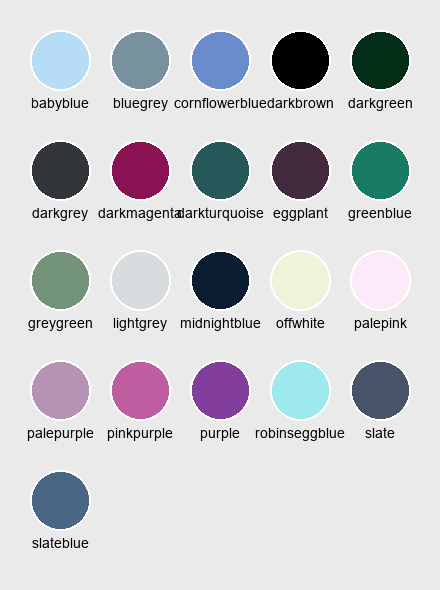 babyblue bluegrey cornflowerblue darkbrown darkgreen
darkgrey darkmagenta darkturquoise eggplant greenblue
greygreen lightgrey midnightblue offwhite palepink
palepurple pinkpurple purple robinseggblue slate
slateblue